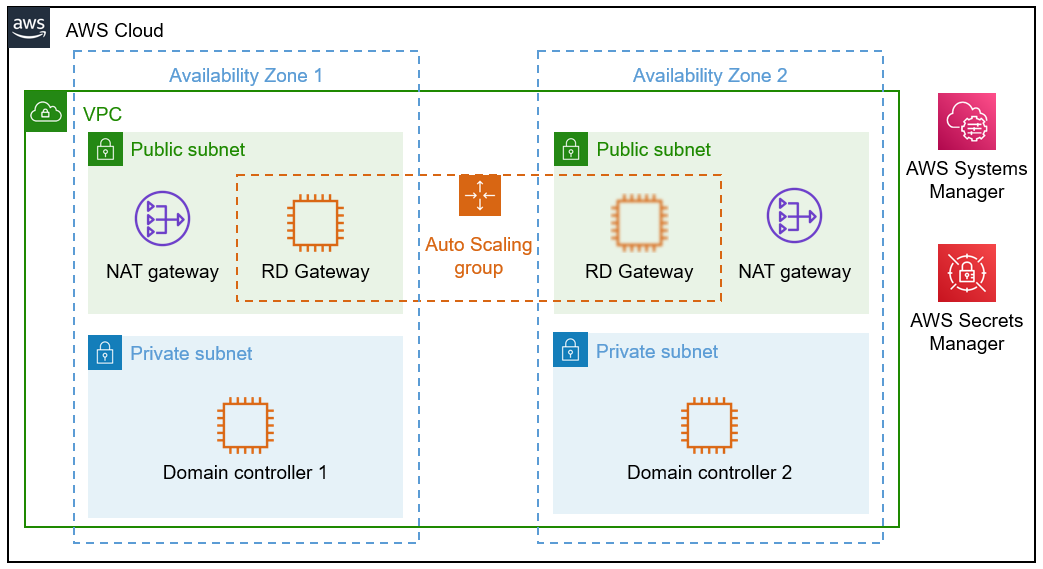 aws
AWS Cloud
Availability Zone 1
Availability Zone 2
VPC
Public subnet
Public subnet
NAT gateway
RD Gateway
Auto Scaling
group
RD Gateway
NAT gateway
AWS Systems
Manager
AWS Secrets
Manager
Private subnet
Private subnet
Domain controller 1
Domain controller 2